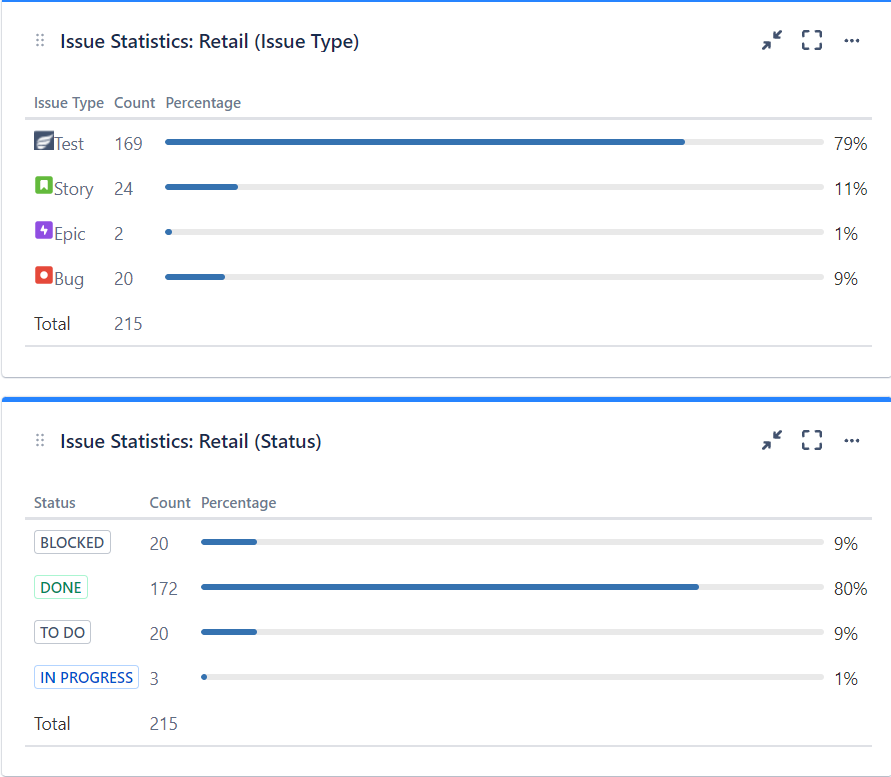 Issue Statistics: Retail (Issue Type)
Issue Type Count Percentage
Test 169 79%
Story 24 11%
Epic 2 1%
Bug 20 9%
Total 215
Issue Statistics: Retail (Status)
Status Count Percentage
BLOCKED 20 9%
DONE 172 80%
TO DO 20 9%
IN PROGRESS 3 1%
Total 215